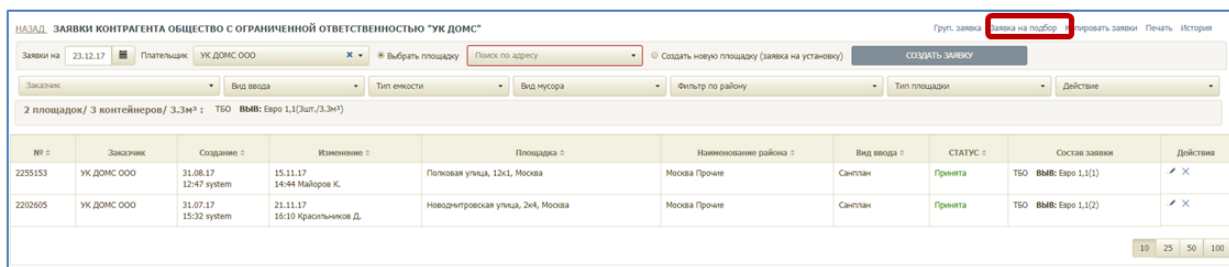 НАЗАД ЗАЯВКИ КОНТРАГЕНТА ОБЩЕСТВО С ОГРАНИЧЕННОЙ ОТВЕТСТВЕННОСТЬЮ "УК ДОМС" Груп. заявка Заявка на подбор Копировать заявки Печать История
Заявки на 23.12.17 Плательщик УК ДОМС ООО Выбрать площадку Поиск по адресу Создать новую площадку (заявка на установку) СОЗДАТЬ ЗАЯВКУ
Заказчик Вид ввода Тип емкости Вид мусора Фильтр по району Тип площадки Действие
2 площадок/ 3 контейнеров/ 3.3м³ : ТБО ВЫВ: Евро 1,1(3шт./3.3м³)
№ Заказчик Создание Изменение Площадка Наименование района Вид ввода СТАТУС Состав заявки Действия
2255153 УК ДОМС ООО 31.08.17 15.11.17 Полковая улица, 12к1, Москва Москва Прочие Санплан Принята ТБО ВЫВ: Евро 1,1(1)
12:47 system 14:44 Майоров К.
2202605 УК ДОМС ООО 31.07.17 21.11.17 Новодмитровская улица, 2к4, Москва Москва Прочие Санплан Принята ТБО ВЫВ: Евро 1,1(2)
15:32 system 16:10 Красильников Д.
10 25 50 100